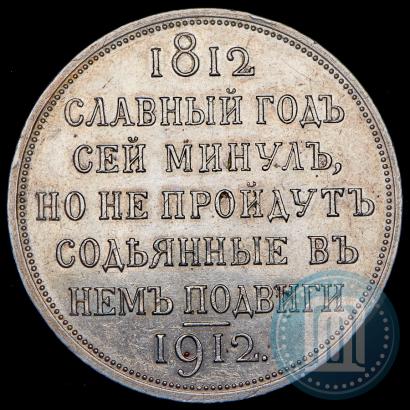 1812
СЛАВНЫЙ ГОДЪ
СЕЙ МИНУЛЪ,
НО НЕ ПРОЙДУТЪ
СОДѢЯННЫЕ ВЪ
НЕМЪ ПОДВИГИ
1912.